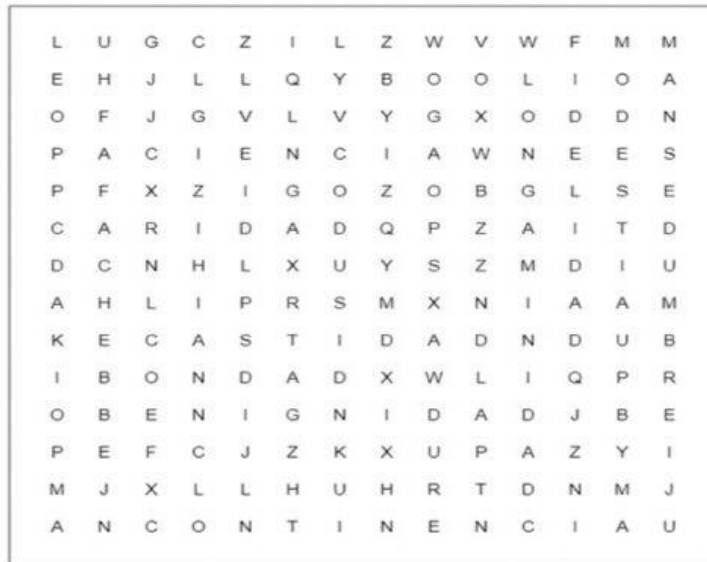 L U G C Z I L Z W V W F M M
E H J L L Q Y B O O L I O A
O F J G V L V Y G X O D D N
P A C I E N C I A W N E E S
P F X Z I G O Z O B G L S E
C A R I D A D Q P Z A I T D
D C N H L X U Y S Z M D I U
A H L I P R S M X N I A A M
K E C A S T I D A D N D U B
I B O N D A D X W L I Q P R
O B E N I G N I D A D J B E
P E F C J Z K X U P A Z Y I
M J X L L H U H R T D N M J
A N C O N T I N E N C I A U